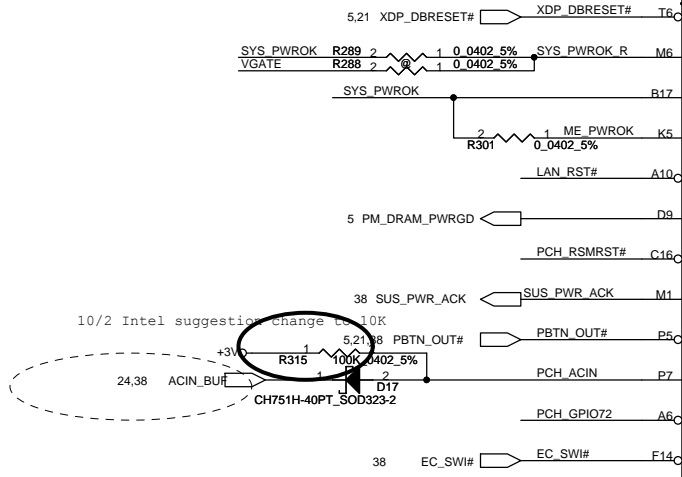 5,21 XDP_DBRESET# XDP_DBRESET# T6
SYS_PWROK R289 2 1 0_0402_5% SYS_PWROK_R M6
VGATE R288 2 @ 1 0_0402_5%
SYS_PWROK B17
2 1 ME_PWROK K5
R301 0_0402_5%
LAN_RST# A10
5 PM_DRAM_PWRGD D9
PCH_RSMRST# C16
38 SUS_PWR_ACK SUS_PWR_ACK M1
10/2 Intel suggestion change to 10K
5,21,38 PBTN_OUT# PBTN_OUT# P5
+3V 1
R315 100K_0402_5%
24,38 ACIN_BUF 1 2 PCH_ACIN P7
D17
CH751H-40PT_SOD323-2
PCH_GPIO72 A6
38 EC_SWI# EC_SWI# F14